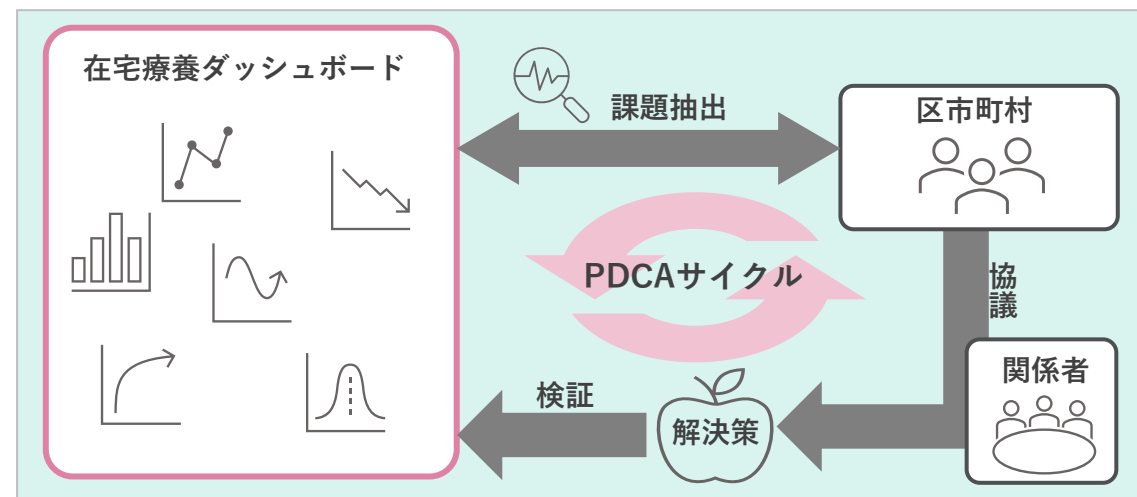 在宅療養ダッシュボード
課題抽出
区市町村
PDCAサイクル
協議
関係者
検証
解決策